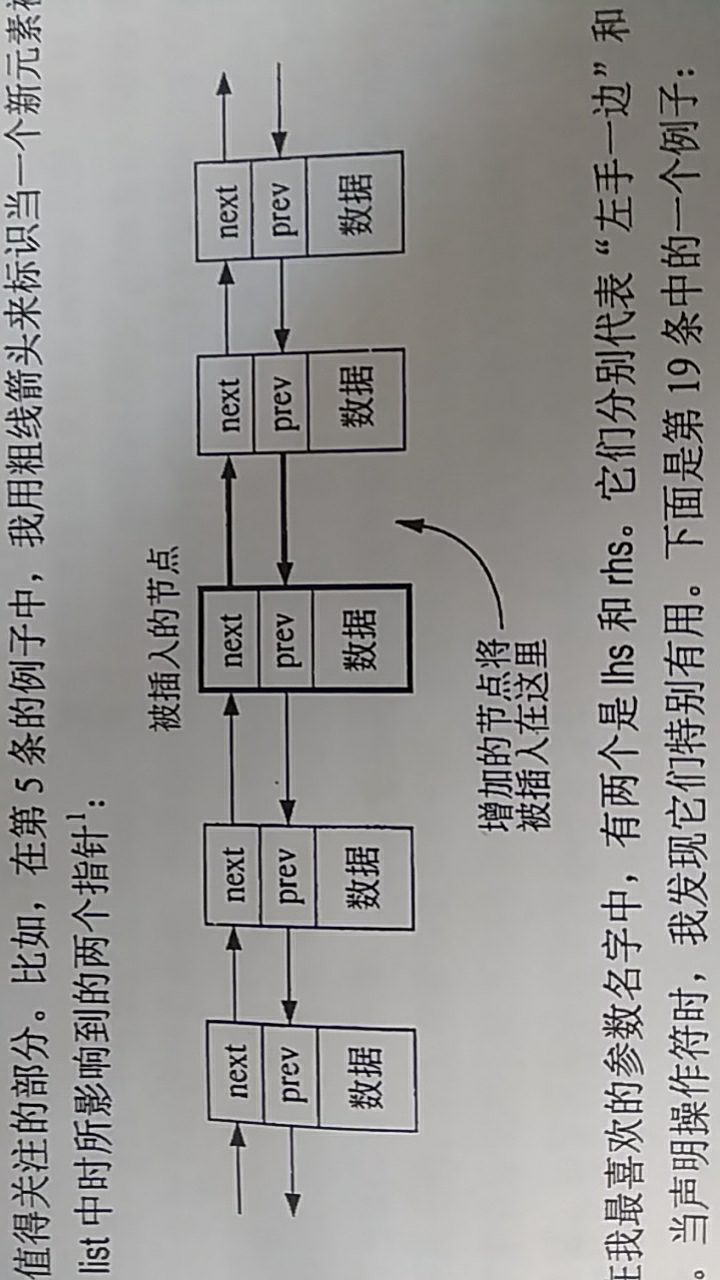 值得关注的部分。比如，在第 5 条的例子中，我用粗线箭头来标识当一个新元素被
list 中时所影响到的两个指针1：
被插入的节点
next next next next next
prev prev prev prev prev
数据 数据 数据 数据 数据
增加的节点将
被插入在这里
在我最喜欢的参数名字中，有两个是 lhs 和 rhs。它们分别代表“左手一边”和
。当声明操作符时，我发现它们特别有用。下面是第 19 条中的一个例子：